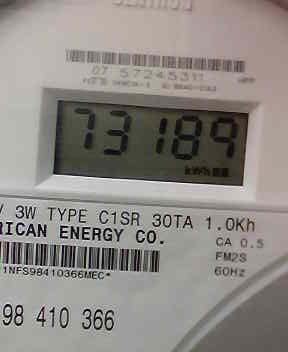 07 57245311
73189
kWh
V 3W TYPE C1SR 30TA 1.0Kh
RICAN ENERGY CO.
CA 0.5
FM2S
60Hz
1NFS98410366MEC*
98 410 366